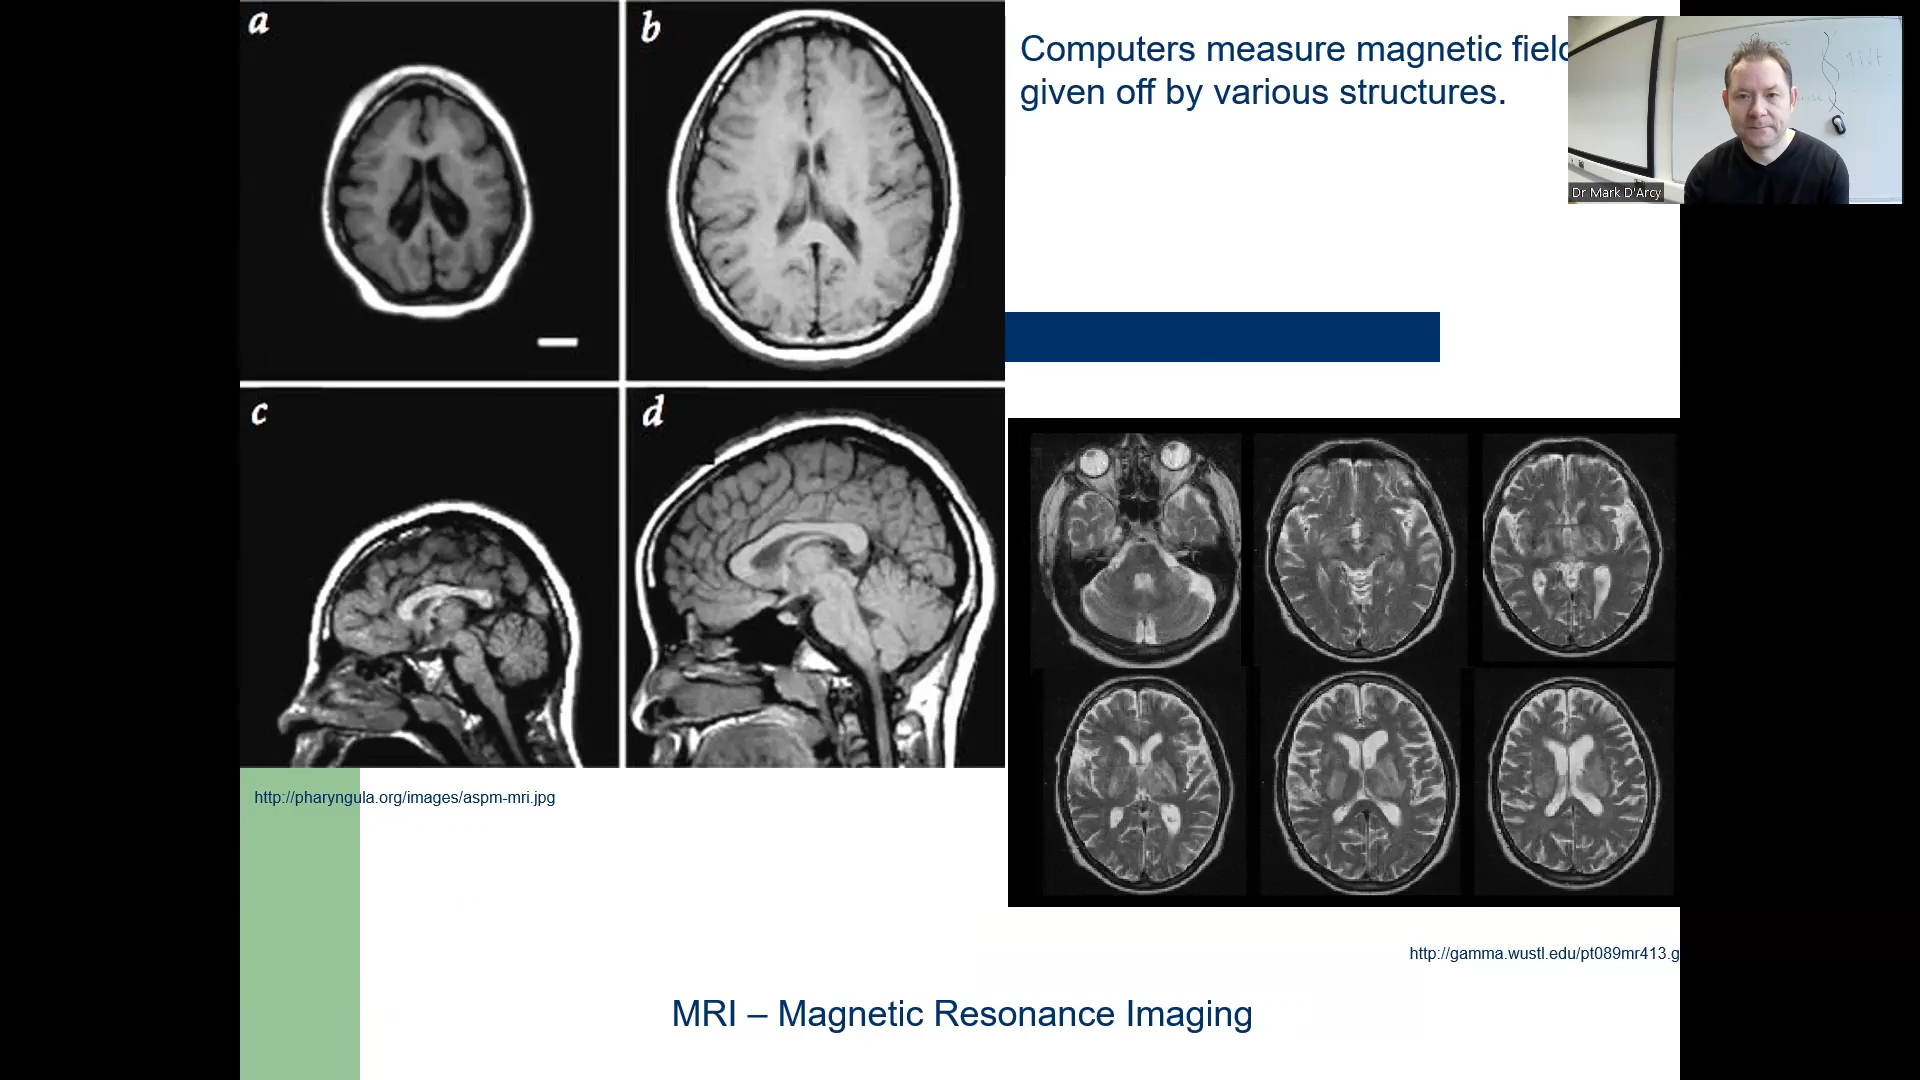 a
b
Computers measure magnetic field
given off by various structures.
Dr Mark D'Arcy
c
d
http://pharyngula.org/images/aspm-mri.jpg
http://gamma.wustl.edu/pt089mr413.g
MRI – Magnetic Resonance Imaging